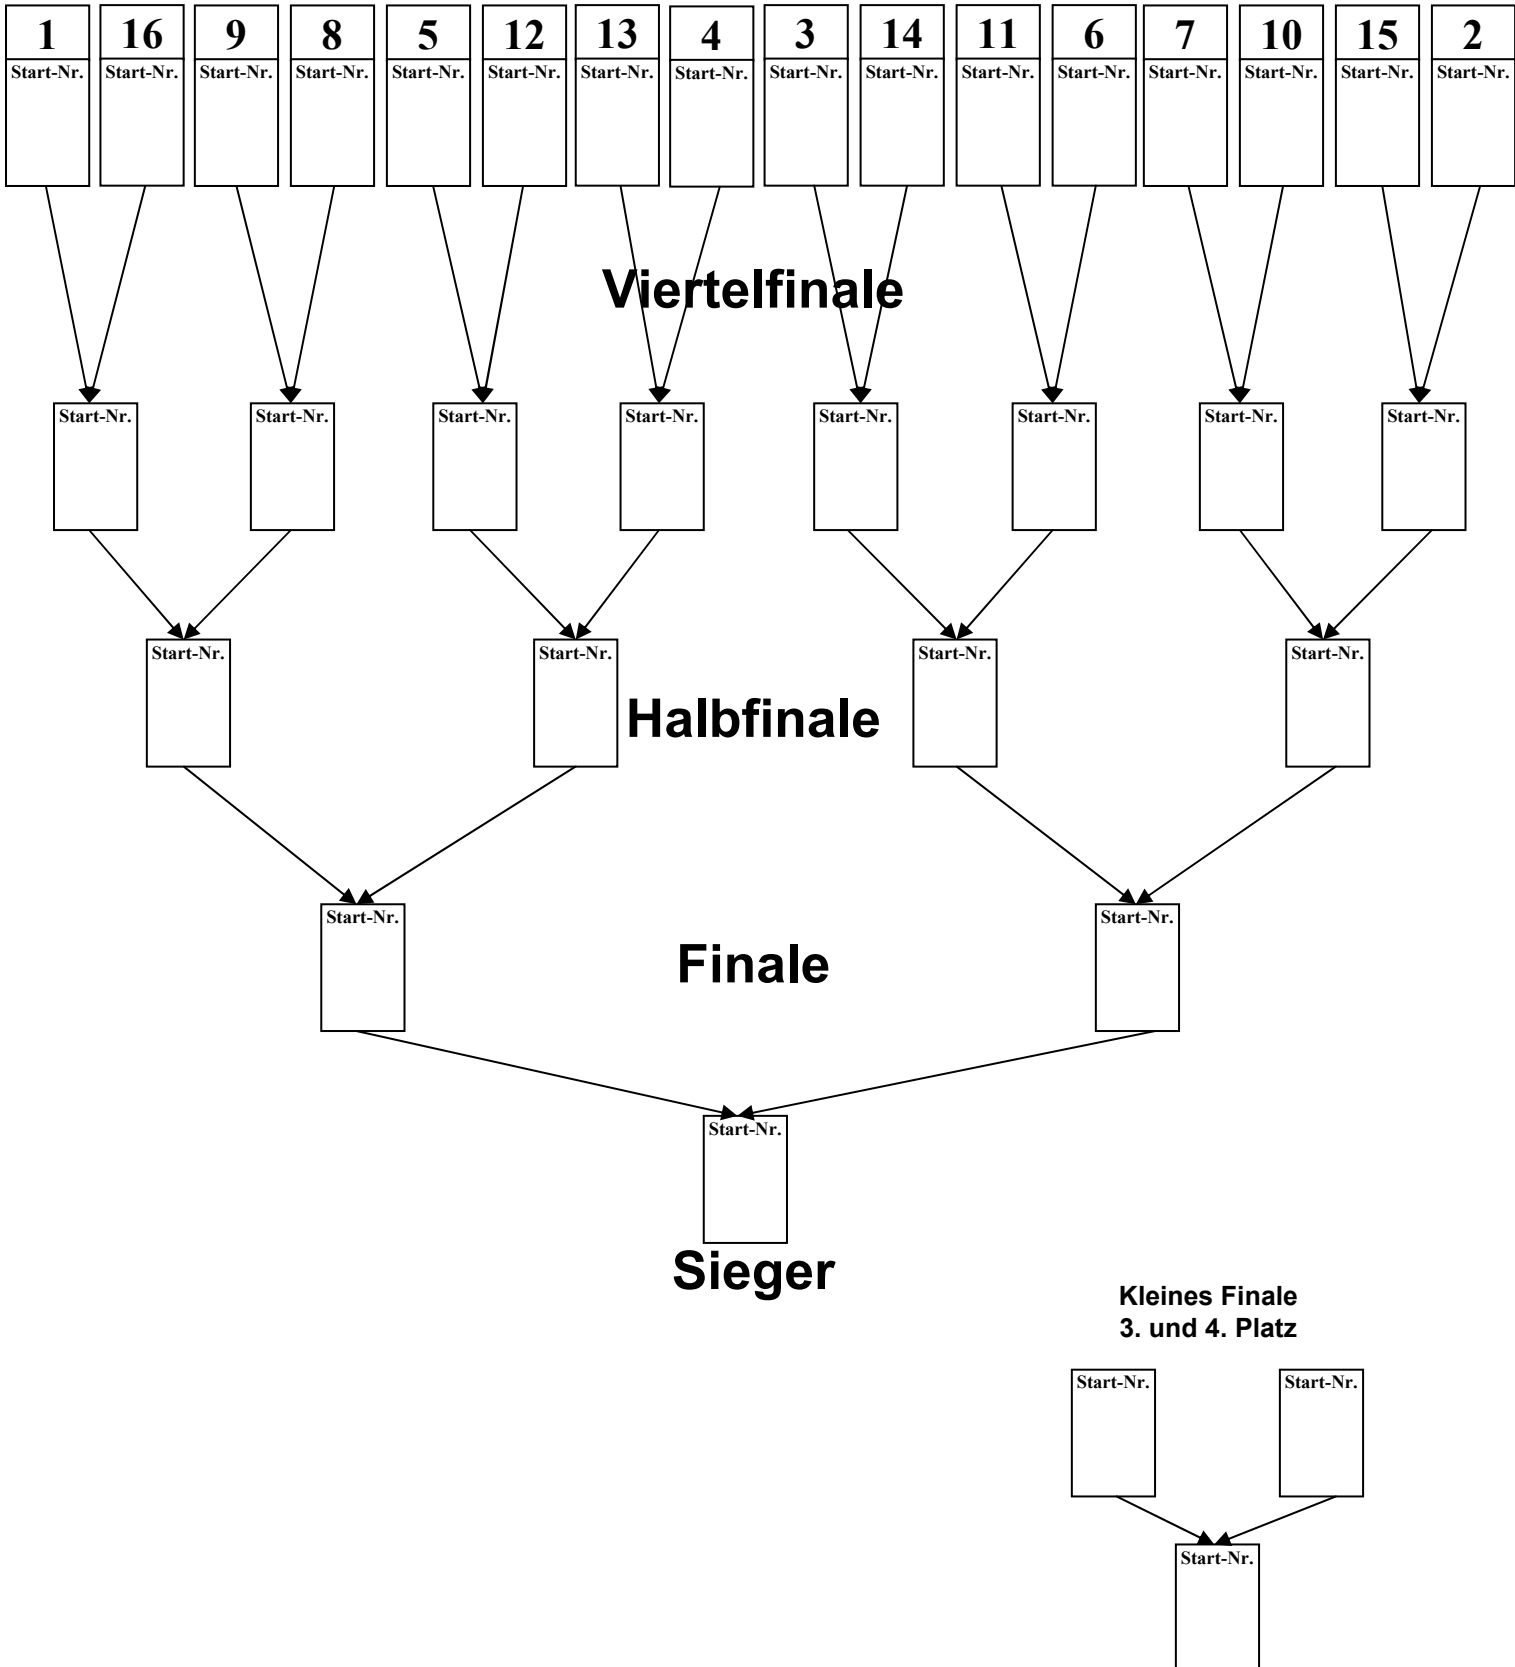 1 16 9 8 5 12 13 4 3 14 11 6 7 10 15 2
Start-Nr. Start-Nr. Start-Nr. Start-Nr. Start-Nr. Start-Nr. Start-Nr. Start-Nr. Start-Nr. Start-Nr. Start-Nr. Start-Nr. Start-Nr. Start-Nr. Start-Nr. Start-Nr.
Viertelfinale
Start-Nr. Start-Nr. Start-Nr. Start-Nr. Start-Nr. Start-Nr. Start-Nr. Start-Nr.
Start-Nr. Start-Nr. Start-Nr. Start-Nr.
Halbfinale
Start-Nr. Start-Nr.
Finale
Start-Nr.
Sieger
Kleines Finale
3. und 4. Platz
Start-Nr. Start-Nr.
Start-Nr.